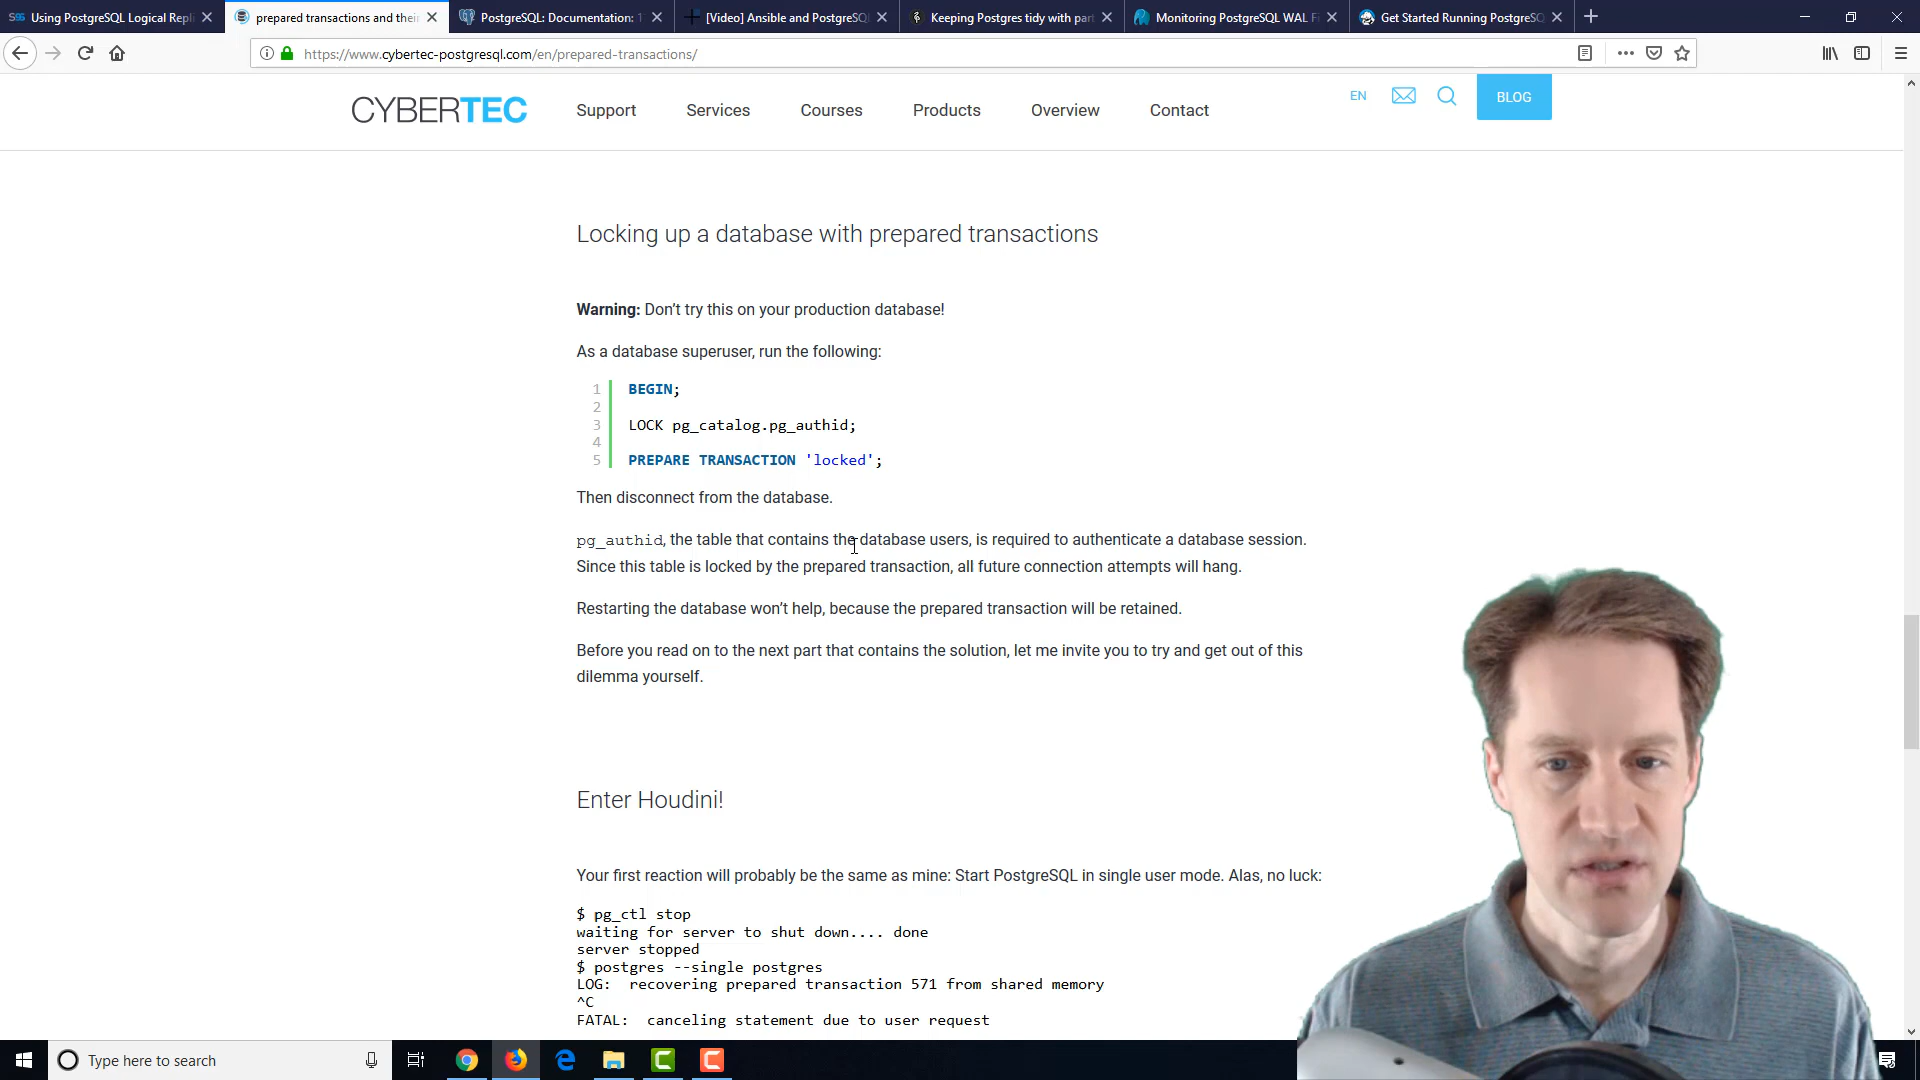 Using PostgreSQL Logical Repl
prepared transactions and thei
PostgreSQL: Documentation: 1
[Video] Ansible and PostgreSQL
Keeping Postgres tidy with part
Monitoring PostgreSQL WAL Fi
Get Started Running PostgreSQ
https://www.cybertec-postgresql.com/en/prepared-transactions/
CYBERTEC
Support
Services
Courses
Products
Overview
Contact
EN
BLOG
Locking up a database with prepared transactions
Warning: Don’t try this on your production database!
As a database superuser, run the following:
1 BEGIN;
2
3 LOCK pg_catalog.pg_authid;
4
5 PREPARE TRANSACTION 'locked';
Then disconnect from the database.
pg_authid, the table that contains the database users, is required to authenticate a database session.
Since this table is locked by the prepared transaction, all future connection attempts will hang.
Restarting the database won’t help, because the prepared transaction will be retained.
Before you read on to the next part that contains the solution, let me invite you to try and get out of this
dilemma yourself.
Enter Houdini!
Your first reaction will probably be the same as mine: Start PostgreSQL in single user mode. Alas, no luck:
$ pg_ctl stop
waiting for server to shut down.... done
server stopped
$ postgres --single postgres
LOG:  recovering prepared transaction 571 from shared memory
^C
FATAL:  canceling statement due to user request
Type here to search